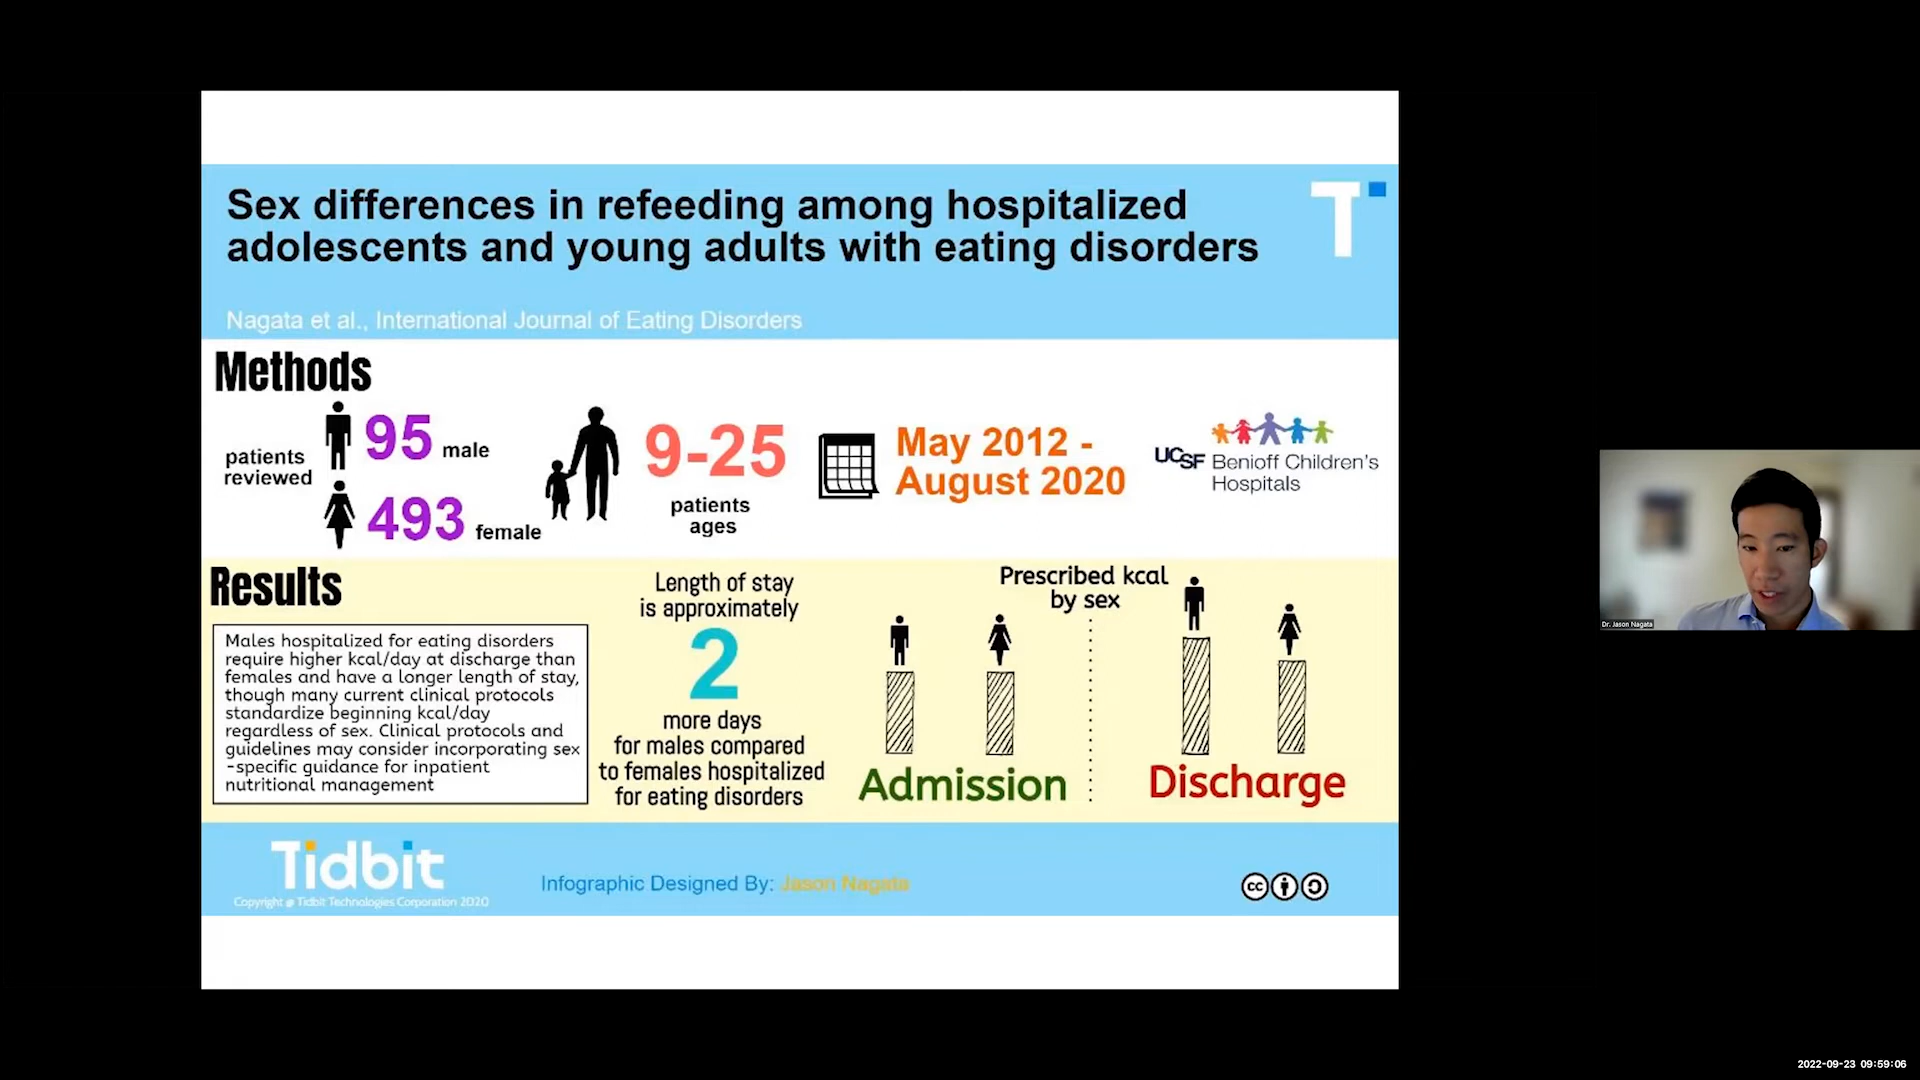 Sex differences in refeeding among hospitalized
adolescents and young adults with eating disorders
T
Nagata et al., International Journal of Eating Disorders
Methods
patients
reviewed
95 male
493 female
9-25
patients
ages
May 2012 -
August 2020
UCSF Benioff Children's
Hospitals
Results
Males hospitalized for eating disorders
require higher kcal/day at discharge than
females and have a longer length of stay,
though many current clinical protocols
standardize beginning kcal/day
regardless of sex. Clinical protocols and
guidelines may consider incorporating sex
-specific guidance for inpatient
nutritional management
Length of stay
is approximately
2
more days
for males compared
to females hospitalized
for eating disorders
Prescribed kcal
by sex
Admission
Discharge
Tidbit
Copyright @ Tidbit Technologies Corporation 2020
Infographic Designed By: Jason Nagata
cc
Dr. Jason Nagata
2022-09-23 09:59:06